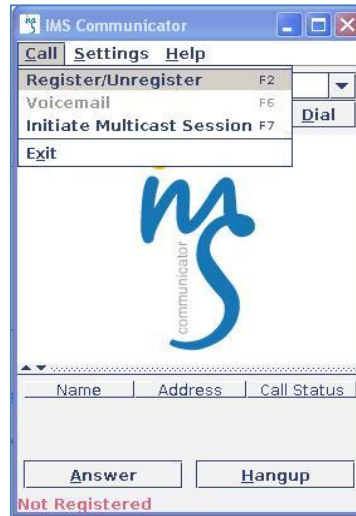 IMS Communicator
Call Settings Help
Register/Unregister F2
Voicemail F6
Initiate Multicast Session F7
Exit
Dial
ims
communicator
Name Address Call Status
Answer Hangup
Not Registered